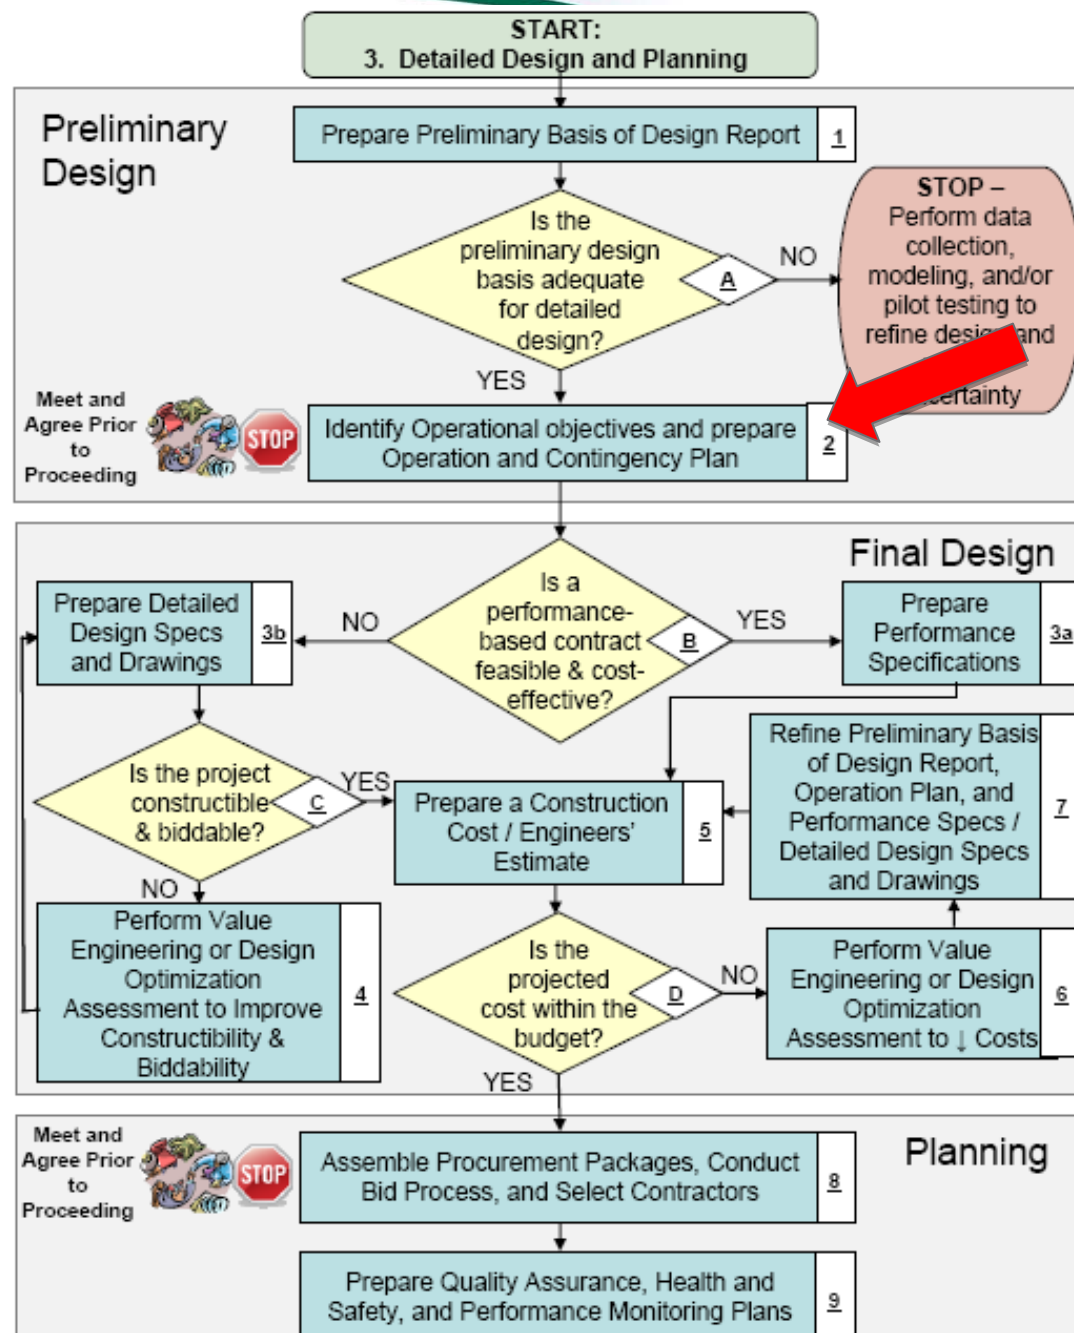 START:
3. Detailed Design and Planning
Preliminary
Design
Prepare Preliminary Basis of Design Report
1
Is the
preliminary design
basis adequate
for detailed
design?
A
NO
STOP –
Perform data
collection,
modeling, and/or
pilot testing to
refine design and
YES
Meet and
Agree Prior
to
Proceeding
STOP
Identify Operational objectives and prepare
Operation and Contingency Plan
2
Final Design
Is a
performance-
based contract
feasible & cost-
effective?
B
NO
YES
Prepare Detailed
Design Specs
and Drawings
3b
Prepare
Performance
Specifications
3a
Is the project
constructible
& biddable?
C
YES
NO
Prepare a Construction
Cost / Engineers'
Estimate
5
Refine Preliminary Basis
of Design Report,
Operation Plan, and
Performance Specs /
Detailed Design Specs
and Drawings
7
Perform Value
Engineering or Design
Optimization
Assessment to Improve
Constructibility &
Biddability
4
Is the
projected
cost within the
budget?
D
NO
YES
Perform Value
Engineering or Design
Optimization
Assessment to ↓ Costs
6
Planning
Meet and
Agree Prior
to
Proceeding
STOP
Assemble Procurement Packages, Conduct
Bid Process, and Select Contractors
8
Prepare Quality Assurance, Health and
Safety, and Performance Monitoring Plans
9